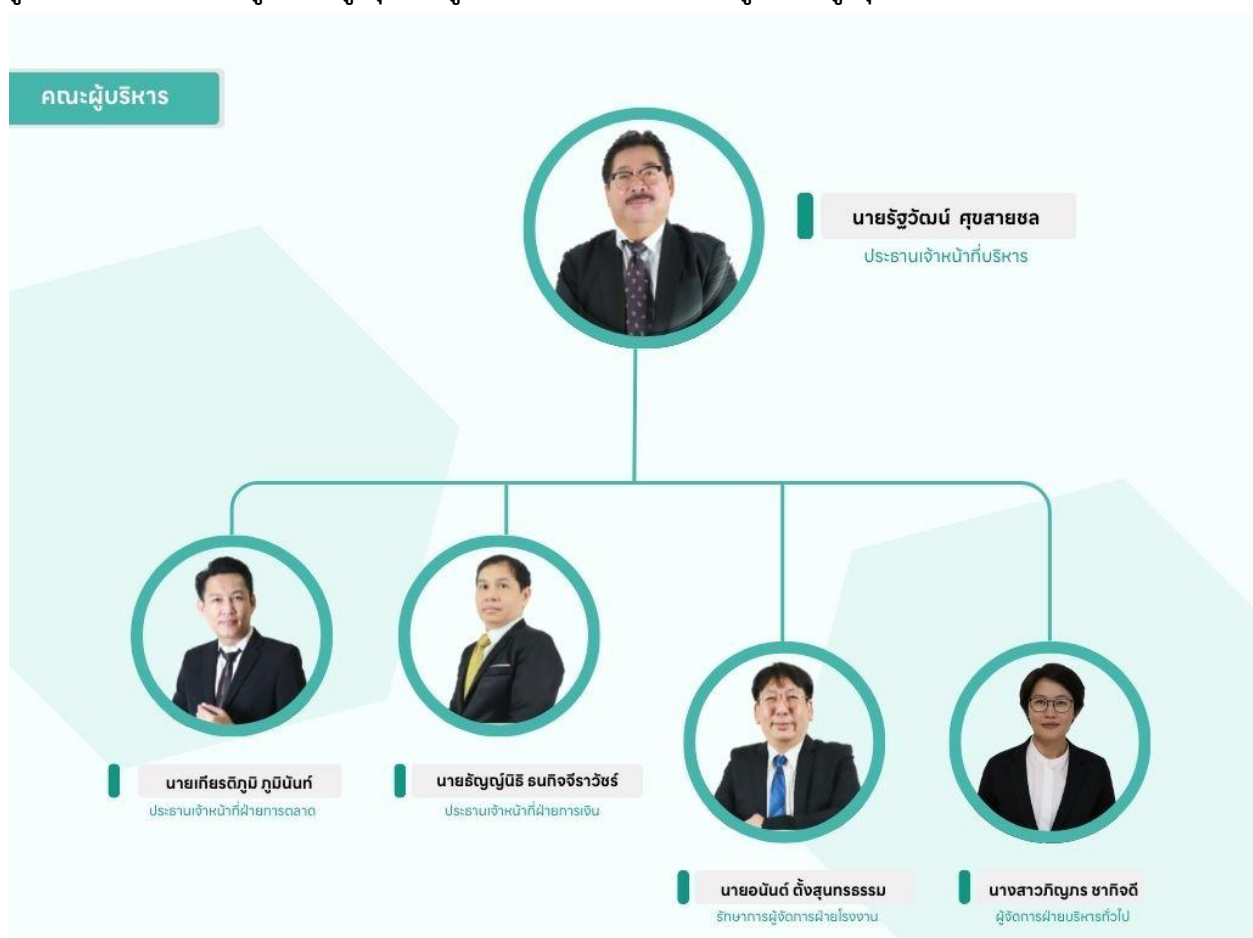 คณะผู้บริหาร
นายรัฐวัฒน์ ศุขสายชล
ประธานเจ้าหน้าที่บริหาร
นายเกียรติภูมิ ภูมินันท์
ประธานเจ้าหน้าที่ฝ่ายการตลาด
นายธัญญ์นิธิ ธนกิจจีราวัชร์
ประธานเจ้าหน้าที่ฝ่ายการเงิน
นายอนันต์ ตั้งสุนทรธรรม
รักษาการผู้จัดการฝ่ายโรงงาน
นางสาวภิญภร ชากิจดี
ผู้จัดการฝ่ายบริหารทั่วไป